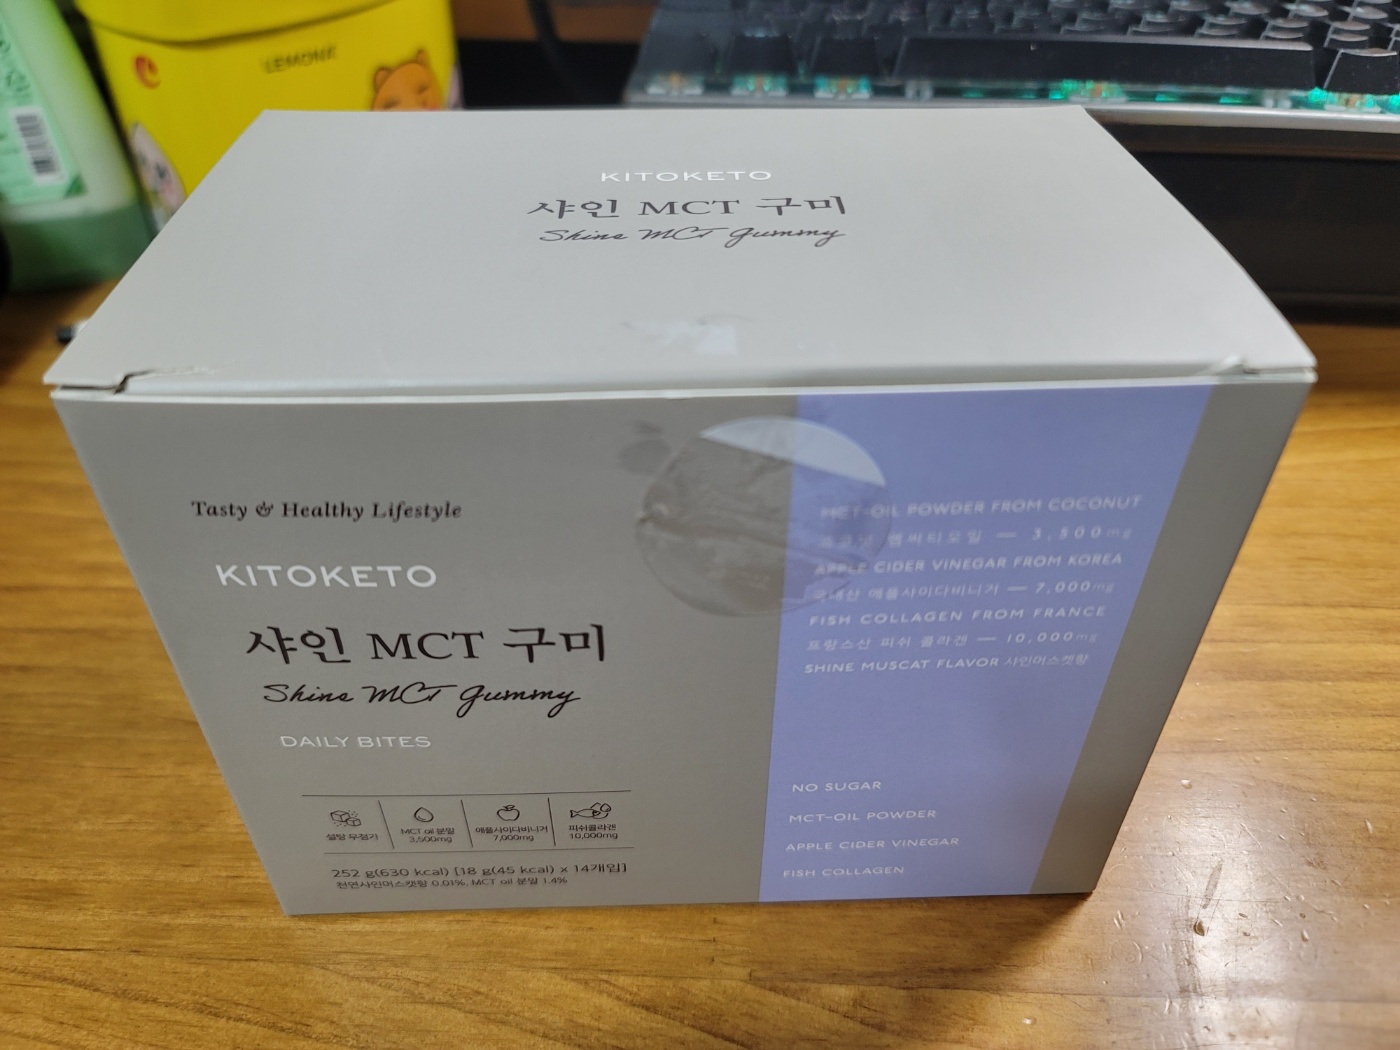 LEMONA
KITOKETO
샤인 MCT 구미
Shine MCT Gummy
Tasty & Healthy Lifestyle
KITOKETO
샤인 MCT 구미
Shine MCT Gummy
DAILY BITES
설탕 무첨가
MCT oil 분말
3,500mg
애플사이다비니거
7,000mg
피쉬콜라겐
10,000mg
252 g(630 kcal) [18 g(45 kcal) x 14개입]
천연샤인머스캣향 0.01%, MCT oil 분말 1.4%
MCT-OIL POWDER FROM COCONUT
엠씨티오일 — 3,500mg
APPLE CIDER VINEGAR FROM KOREA
국내산 애플사이다비니거 — 7,000mg
FISH COLLAGEN FROM FRANCE
프랑스산 피쉬 콜라겐 — 10,000mg
SHINE MUSCAT FLAVOR 샤인머스캣향
NO SUGAR
MCT-OIL POWDER
APPLE CIDER VINEGAR
FISH COLLAGEN